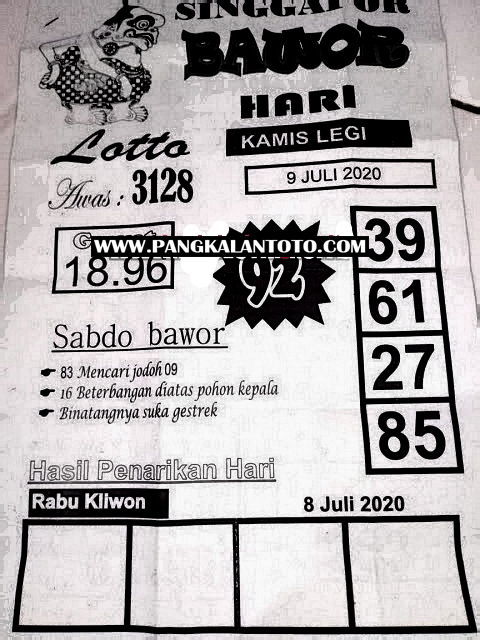 SINGGAPUR
BAWOR
HARI
Lotto
KAMIS LEGI
Awas : 3128
9 JULI 2020
WWW.PANGKALANTOTO.COM
18.96
92
39
61
27
85
Sabdo bawor
83 Mencari jodoh 09
16 Beterbangan diatas pohon kepala
Binatangnya suka gestrek
Hasil Penarikan Hari
Rabu Kliwon
8 Juli 2020